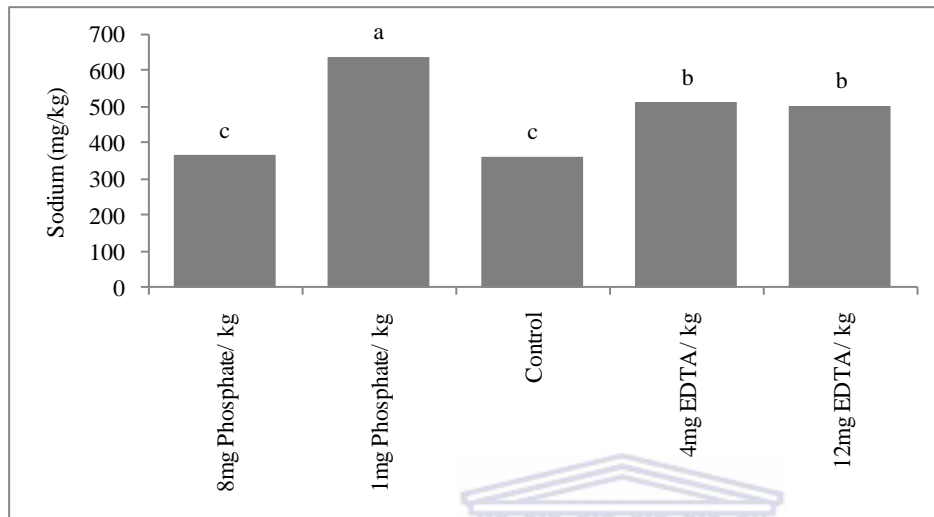 Sodium (mg/kg)
700
600
500
400
300
200
100
0
c
a
c
b
b
8mg Phosphate/ kg
1mg Phosphate/ kg
Control
4mg EDTA/ kg
12mg EDTA/ kg